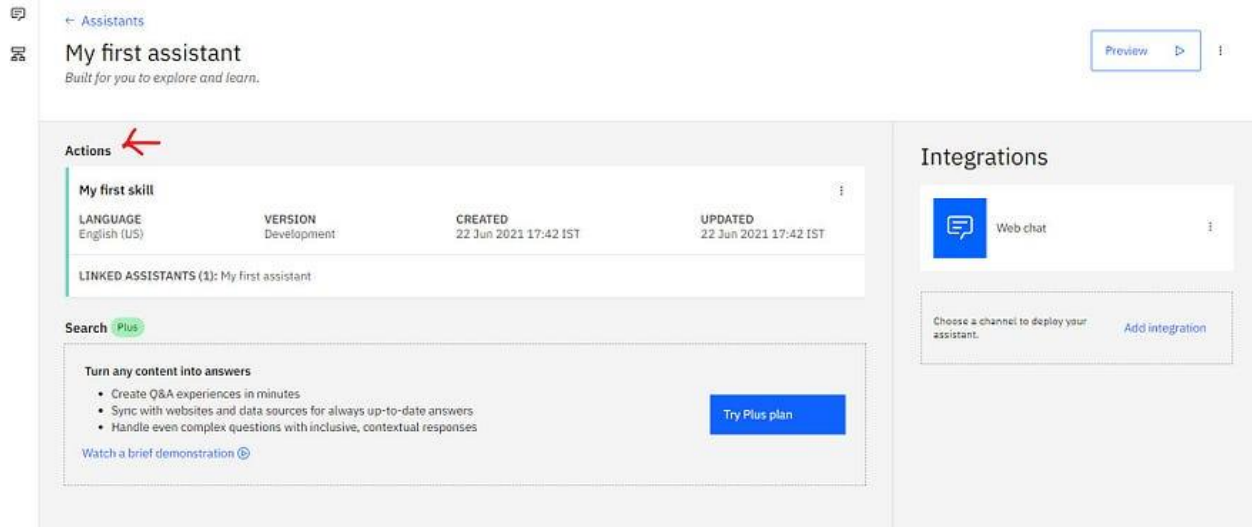 ← Assistants
My first assistant
Built for you to explore and learn.
Preview
Actions
My first skill
LANGUAGE VERSION CREATED UPDATED
English (US) Development 22 Jun 2021 17:42 IST 22 Jun 2021 17:42 IST
LINKED ASSISTANTS (1): My first assistant
Search Plus
Turn any content into answers
• Create Q&A experiences in minutes
• Sync with websites and data sources for always up-to-date answers
• Handle even complex questions with inclusive, contextual responses
Try Plus plan
Watch a brief demonstration
Integrations
Web chat
Choose a channel to deploy your
assistant.
Add integration